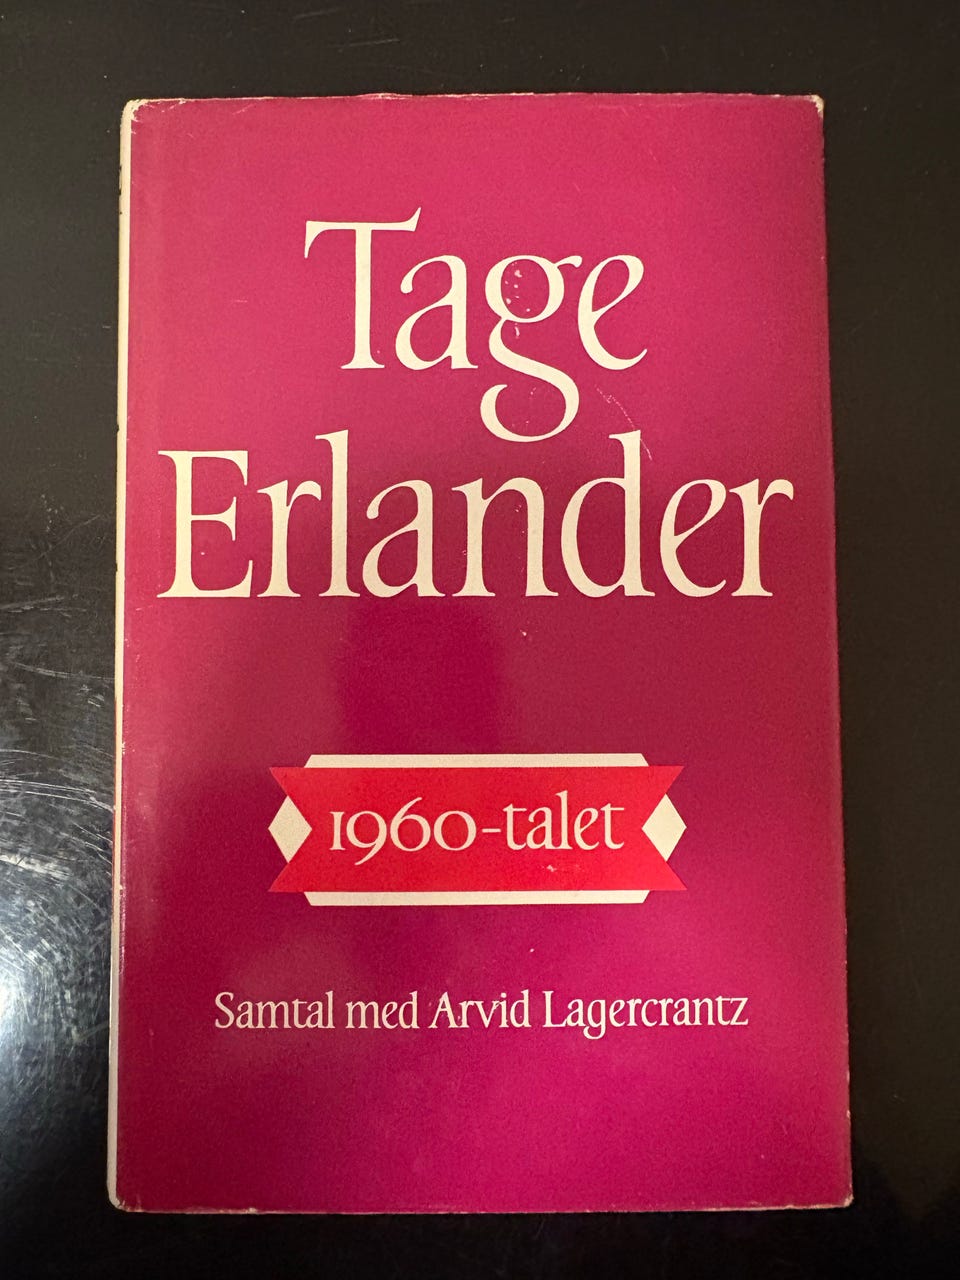 Tage
Erlander
1960-talet
Samtal med Arvid Lagercrantz